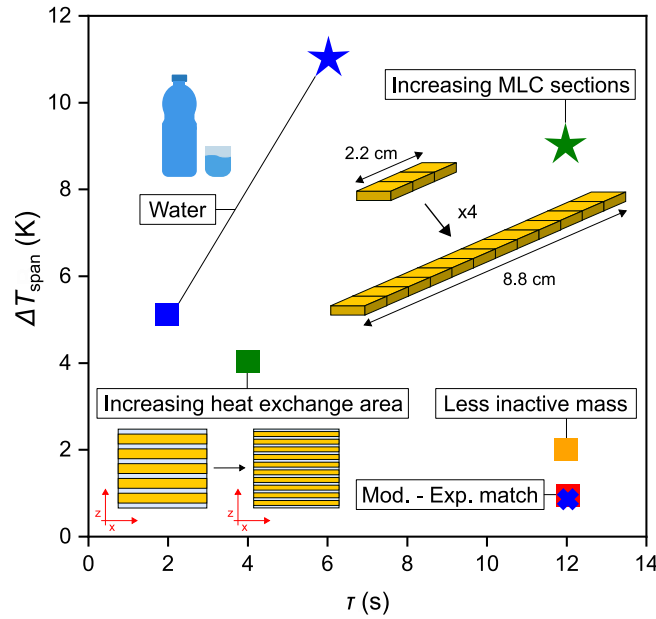 12
10
8
6
4
2
0
ΔTspan (K)
Increasing MLC sections
2.2 cm
x4
Water
8.8 cm
Increasing heat exchange area
Less inactive mass
Mod. - Exp. match
z
x
z
x
0 2 4 6 8 10 12 14
τ (s)